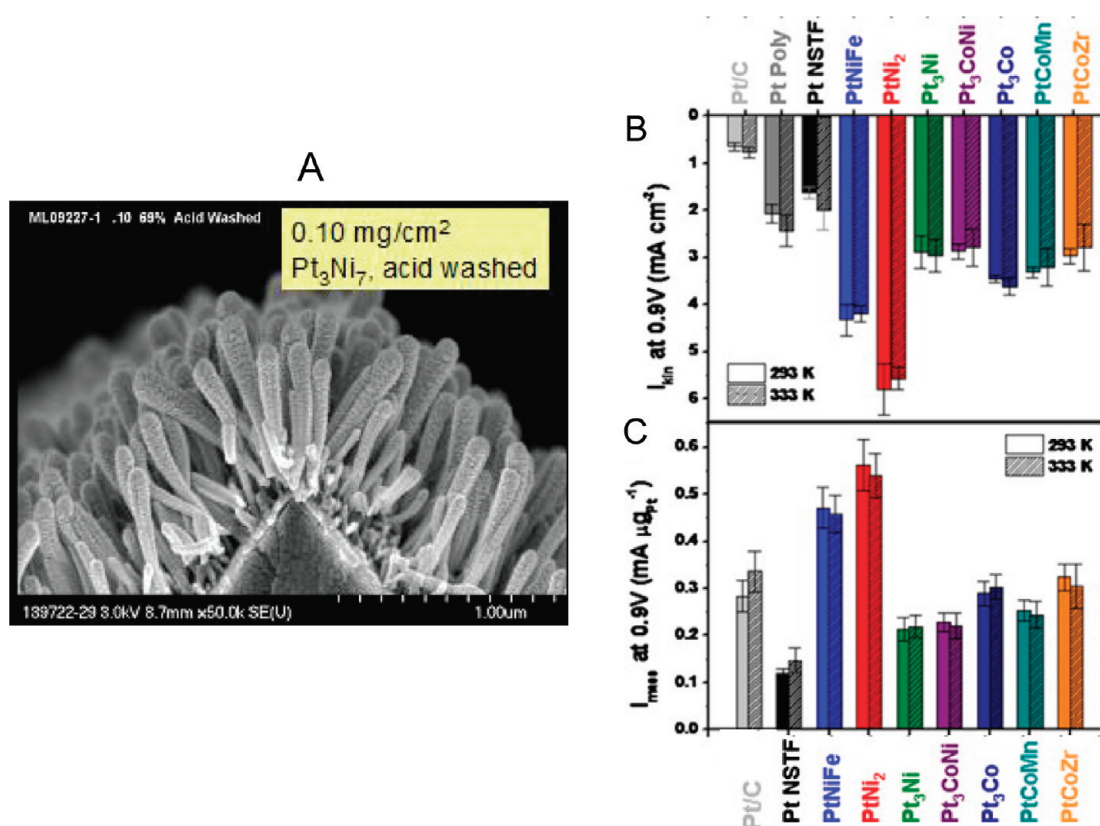 A
ML09227-1 .10 69% Acid Washed
0.10 mg/cm²
Pt₃Ni₇, acid washed
189722-29 3.0kV 8.7mm x50.0k SE(U)
1.00um
B
Pt/C
Pt Poly
Pt NSTF
PtNiFe
PtNi₂
Pt₃Ni
Pt₃CoNi
Pt₃Co
PtCoMn
PtCoZr
I_kin at 0.9V (mA cm⁻²)
0
1
2
3
4
5
6
293 K
333 K
C
I_mass at 0.9V (mA μg_Pt⁻¹)
0.6
0.5
0.4
0.3
0.2
0.1
0.0
293 K
333 K
Pt/C
Pt NSTF
PtNiFe
PtNi₂
Pt₃Ni
Pt₃CoNi
Pt₃Co
PtCoMn
PtCoZr